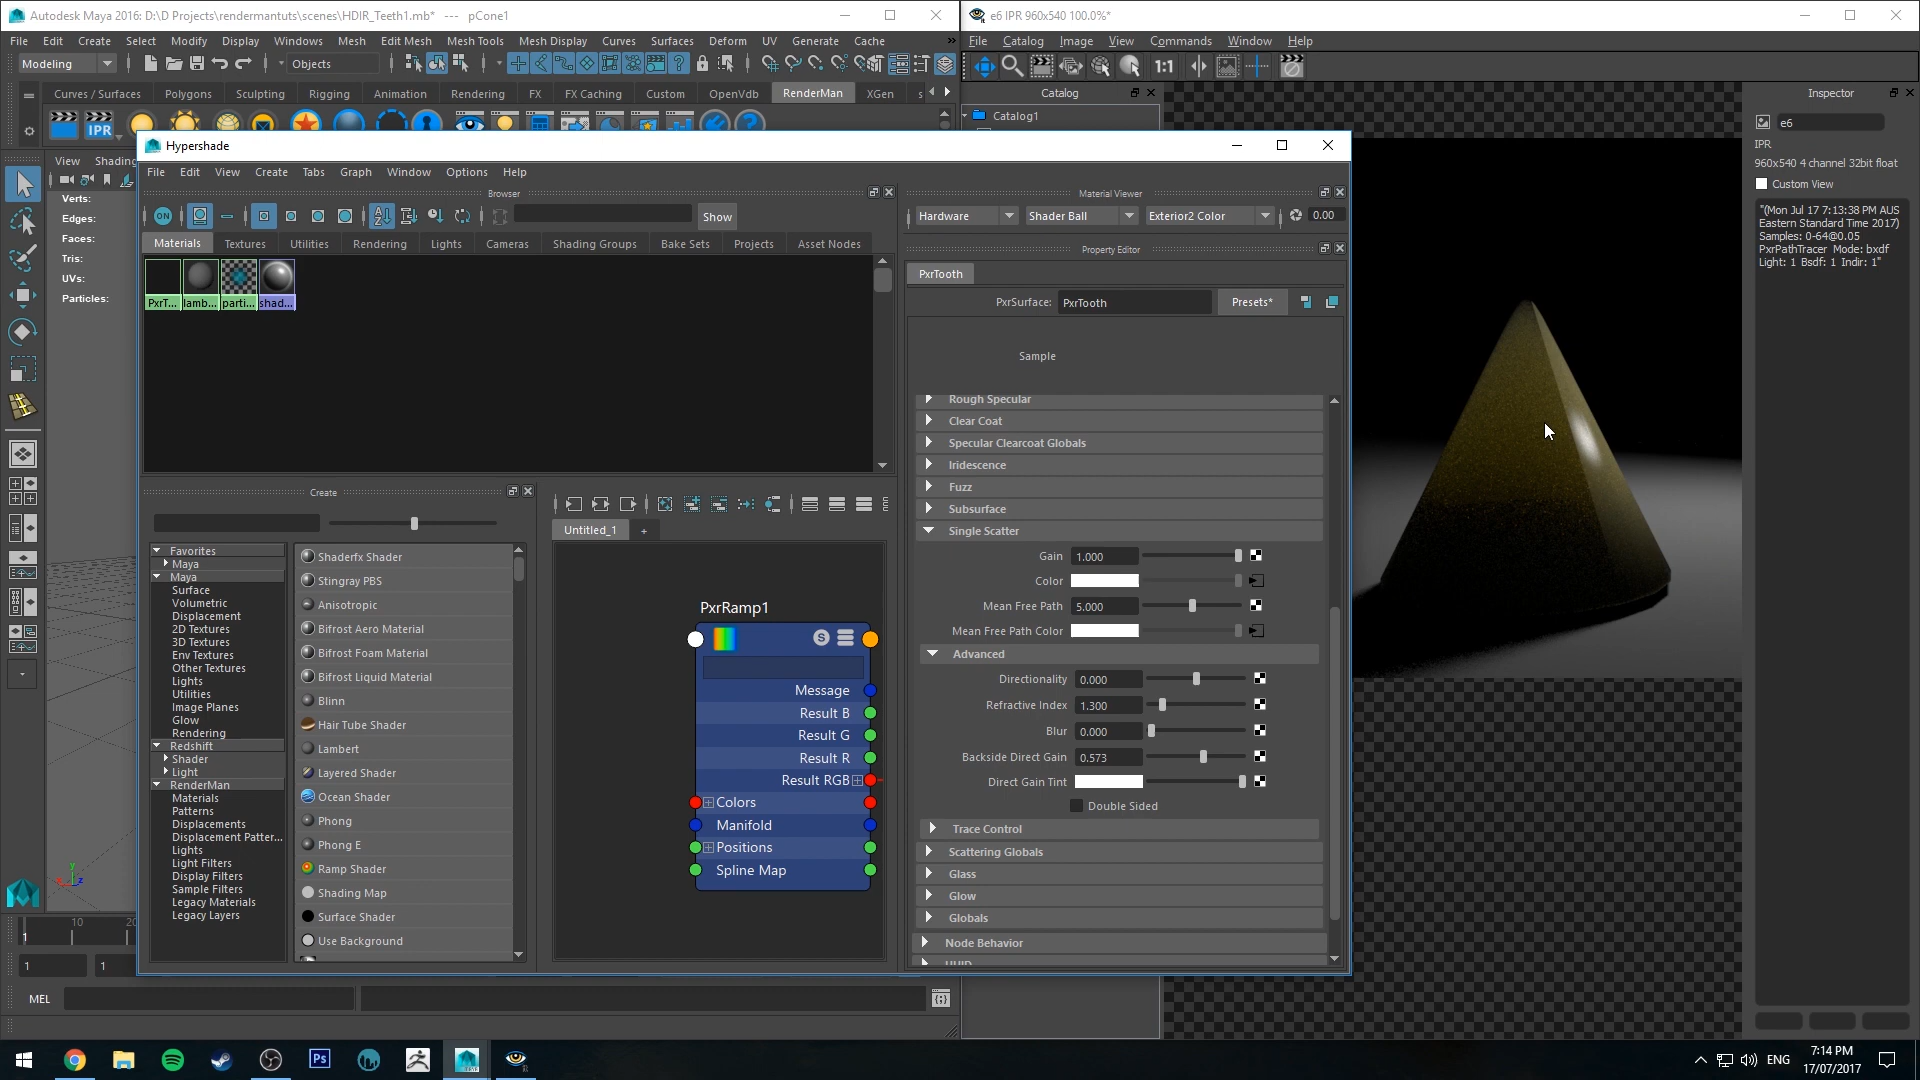 Autodesk Maya 2016: D:\D Projects\rendermantuts\scenes\HDIR_Teeth1.mb* --- pCone1
File Edit Create Select Modify Display Windows Mesh Edit Mesh Mesh Tools Mesh Display Curves Surfaces Deform UV Generate Cache »
Modeling Objects
Curves / Surfaces Polygons Sculpting Rigging Animation Rendering FX FX Caching Custom OpenVdb RenderMan XGen s
IPR
View Shading
Verts:
Edges:
Faces:
Tris:
UVs:
Particles:
Hypershade
File Edit View Create Tabs Graph Window Options Help
Browser
ON Show
Materials Textures Utilities Rendering Lights Cameras Shading Groups Bake Sets Projects Asset Nodes
PxrT... lamb... parti... shad...
Create
Favorites
Maya
Maya
Surface
Volumetric
Displacement
2D Textures
3D Textures
Env Textures
Other Textures
Lights
Utilities
Image Planes
Glow
Rendering
Redshift
Shader
Light
RenderMan
Materials
Patterns
Displacements
Displacement Patter...
Lights
Light Filters
Display Filters
Sample Filters
Legacy Materials
Legacy Layers
Shaderfx Shader
Stingray PBS
Anisotropic
Bifrost Aero Material
Bifrost Foam Material
Bifrost Liquid Material
Blinn
Hair Tube Shader
Lambert
Layered Shader
Ocean Shader
Phong
Phong E
Ramp Shader
Shading Map
Surface Shader
Use Background
Untitled_1 +
PxrRamp1
S
Message
Result B
Result G
Result R
Result RGB
Colors
Manifold
Positions
Spline Map
Material Viewer
Hardware Shader Ball Exterior2 Color 0.00
Property Editor
PxrTooth
PxrSurface: PxrTooth Presets*
Sample
Rough Specular
Clear Coat
Specular Clearcoat Globals
Iridescence
Fuzz
Subsurface
Single Scatter
Gain 1.000
Color
Mean Free Path 5.000
Mean Free Path Color
Advanced
Directionality 0.000
Refractive Index 1.300
Blur 0.000
Backside Direct Gain 0.573
Direct Gain Tint
Double Sided
Trace Control
Scattering Globals
Glass
Glow
Globals
Node Behavior
UUID
e6 IPR 960x540 100.0%*
File Catalog Image View Commands Window Help
1:1
Catalog
Catalog1
Inspector
e6
IPR
960x540 4 channel 32bit float
Custom View
"(Mon Jul 17 7:13:38 PM AUS
Eastern Standard Time 2017)
Samples: 0-64@0.05
PxrPathTracer Mode: bxdf
Light: 1 Bsdf: 1 Indir: 1"
1 10
1 1
MEL
Ps
ENG
7:14 PM
17/07/2017